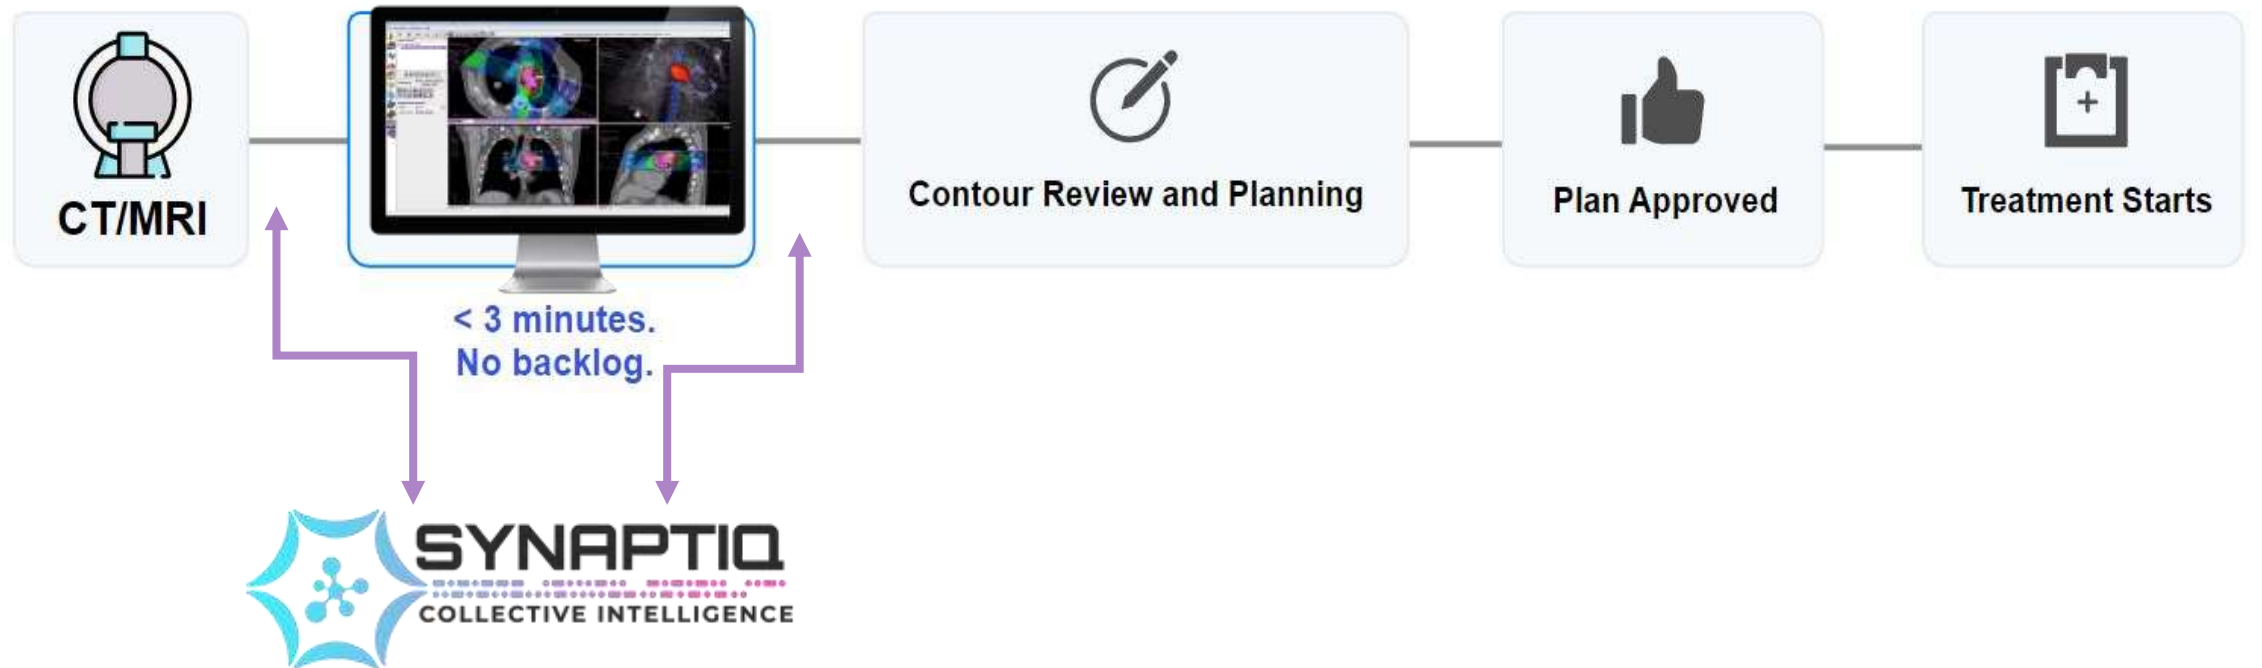 CT/MRI
< 3 minutes.
No backlog.
Contour Review and Planning
Plan Approved
Treatment Starts
SYNAPTIQ
COLLECTIVE INTELLIGENCE